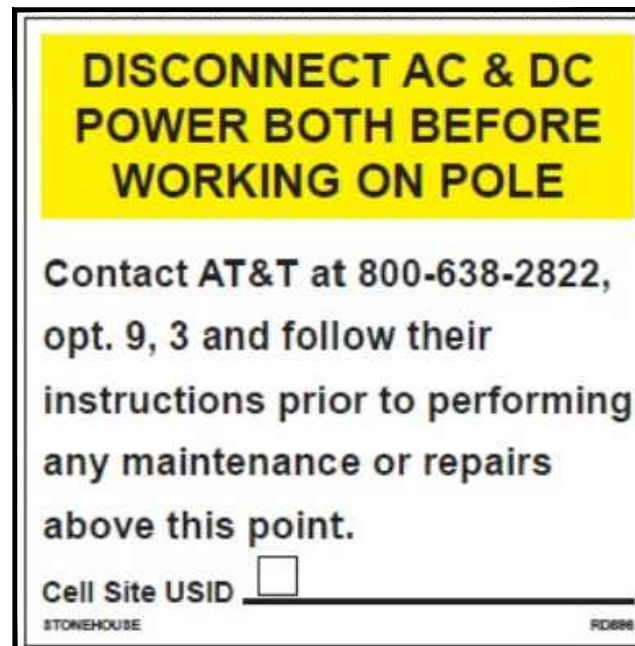 DISCONNECT AC & DC
POWER BOTH BEFORE
WORKING ON POLE
Contact AT&T at 800-638-2822,
opt. 9, 3 and follow their
instructions prior to performing
any maintenance or repairs
above this point.
Cell Site USID
STONEHOUSE
RD886